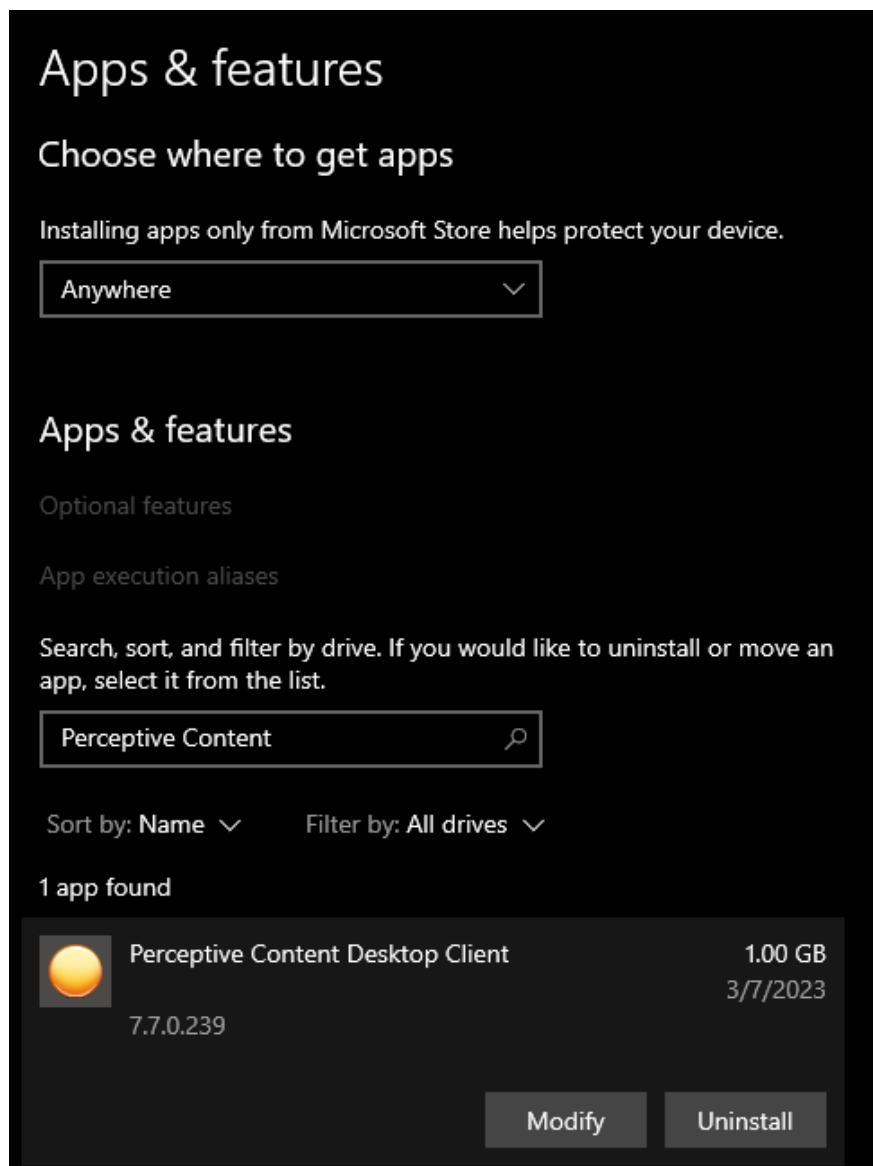 Apps & features
Choose where to get apps
Installing apps only from Microsoft Store helps protect your device.
Anywhere
Apps & features
Optional features
App execution aliases
Search, sort, and filter by drive. If you would like to uninstall or move an
app, select it from the list.
Perceptive Content
Sort by: Name Filter by: All drives
1 app found
Perceptive Content Desktop Client 1.00 GB
3/7/2023
7.7.0.239
Modify Uninstall